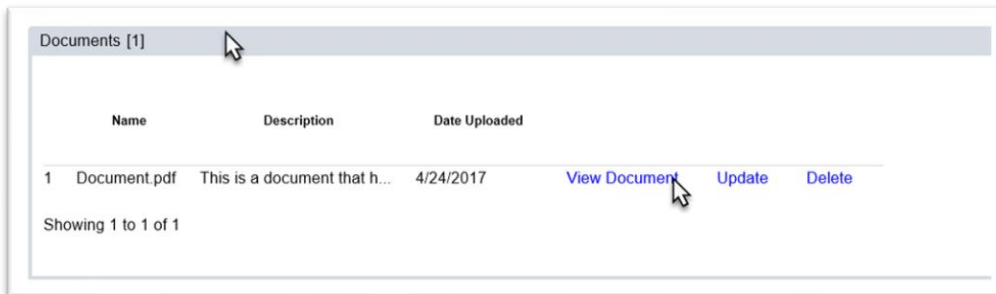 Documents [1]
Name Description Date Uploaded
1 Document.pdf This is a document that h... 4/24/2017 View Document Update Delete
Showing 1 to 1 of 1